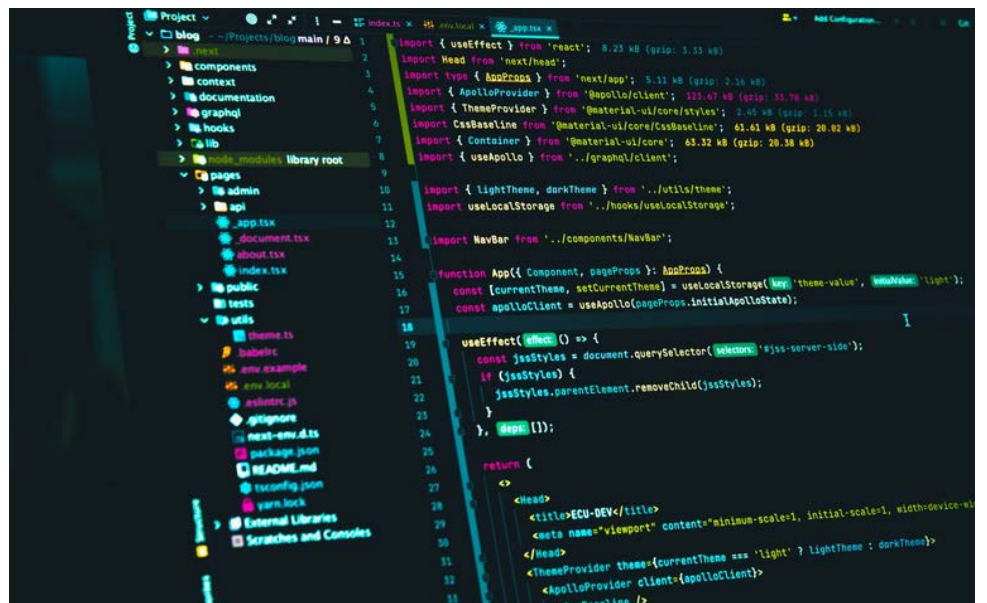 Project
index.ts × .env.local × _app.tsx ×
Add Configuration...
Git
Project
blog ~/Projects/blog main / 9 Δ
.next
components
context
documentation
graphql
hooks
lib
node_modules library root
pages
admin
api
_app.tsx
_document.tsx
about.tsx
index.tsx
public
tests
utils
theme.ts
.babelrc
.env.example
.env.local
.eslintrc.js
.gitignore
next-env.d.ts
package.json
README.md
tsconfig.json
yarn.lock
External Libraries
Scratches and Consoles
Structure
1 import { useEffect } from 'react'; 8.23 kB (gzip: 3.33 kB)
2 import Head from 'next/head';
3 import type { AppProps } from 'next/app'; 5.11 kB (gzip: 2.16 kB)
4 import { ApolloProvider } from '@apollo/client'; 123.67 kB (gzip: 33.78 kB)
5 import { ThemeProvider } from '@material-ui/core/styles'; 2.45 kB (gzip: 1.15 kB)
6 import CssBaseline from '@material-ui/core/CssBaseline'; 61.61 kB (gzip: 20.02 kB)
7 import { Container } from '@material-ui/core'; 63.32 kB (gzip: 20.38 kB)
8 import { useApollo } from '../graphql/client';
9
10 import { lightTheme, darkTheme } from '../utils/theme';
11 import useLocalStorage from '../hooks/useLocalStorage';
12
13 import NavBar from '../components/NavBar';
14
15 function App({ Component, pageProps }: AppProps) {
16 const [currentTheme, setCurrentTheme] = useLocalStorage( key: 'theme-value', initialValue: 'light');
17 const apolloClient = useApollo(pageProps.initialApolloState);
18
19 useEffect( effect: () => {
20 const jssStyles = document.querySelector( selectors: '#jss-server-side');
21 if (jssStyles) {
22 jssStyles.parentElement.removeChild(jssStyles);
23 }
24 }, deps: []);
25
26 return (
27 <>
28 <Head>
29 <title>ECU-DEV</title>
30 <meta name="viewport" content="minimum-scale=1, initial-scale=1, width=device-wi
31 </Head>
32 <ThemeProvider theme={currentTheme === 'light' ? lightTheme : darkTheme}>
33 <ApolloProvider client={apolloClient}>